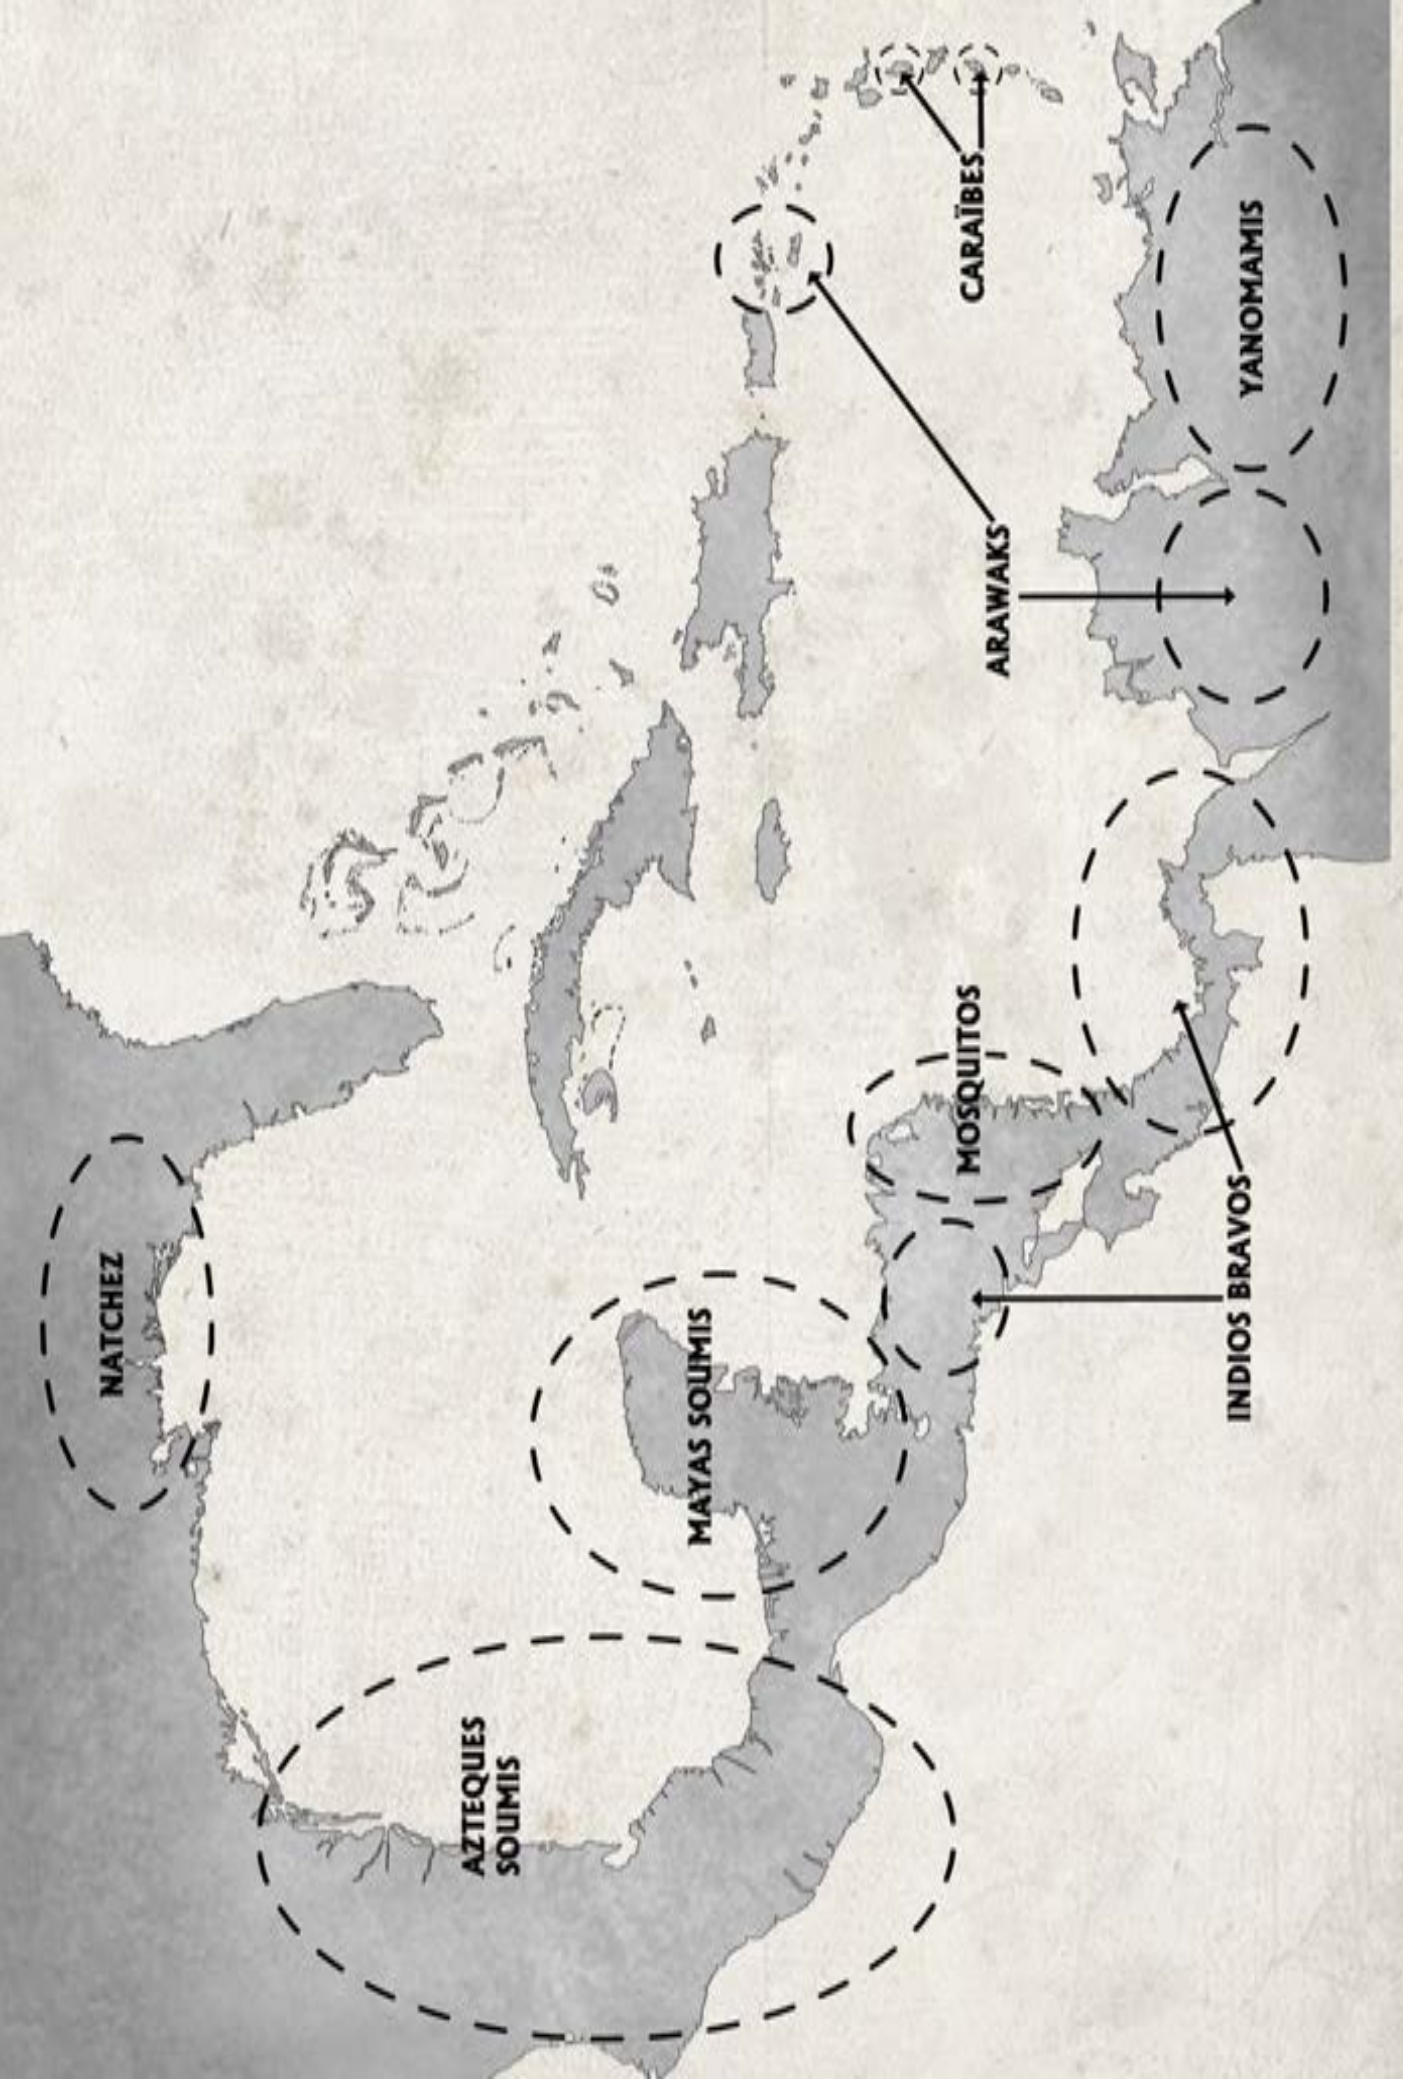 NATCHEZ
AZTEQUES
SOUMIS
MAYAS SOUMIS
MOSQUITOS
INDIOS BRAVOS
ARAWAKS
CARAÏBES
YANOMAMIS